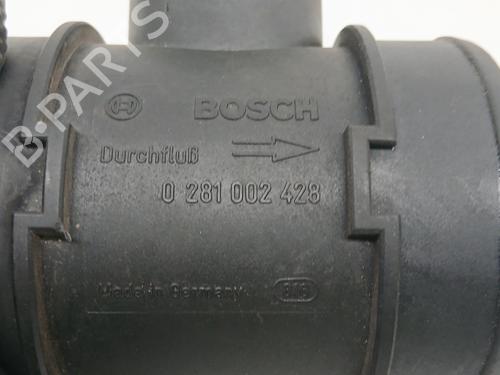 BOSCH
Durchfluß
0 281 002 428
Made in Germany
B-PARTS